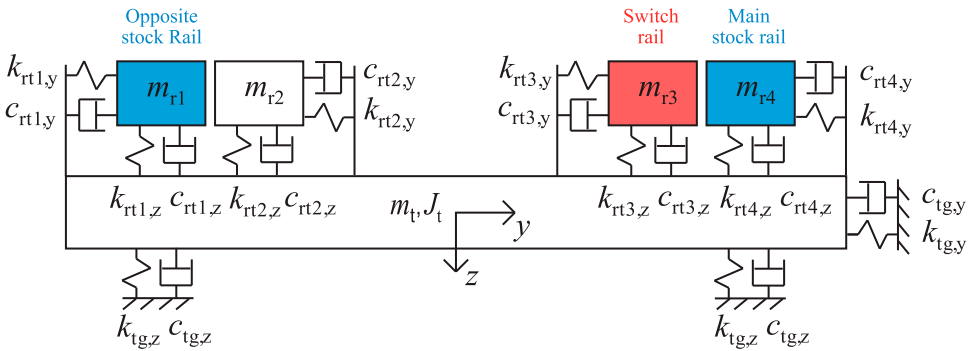 Opposite
stock Rail
Switch
rail
Main
stock rail
k_rt1,y
c_rt1,y
m_r1
m_r2
c_rt2,y
k_rt2,y
k_rt3,y
c_rt3,y
m_r3
m_r4
c_rt4,y
k_rt4,y
k_rt1,z c_rt1,z k_rt2,z c_rt2,z
k_rt3,z c_rt3,z k_rt4,z c_rt4,z
m_t, J_t
y
z
c_tg,y
k_tg,y
k_tg,z c_tg,z
k_tg,z c_tg,z